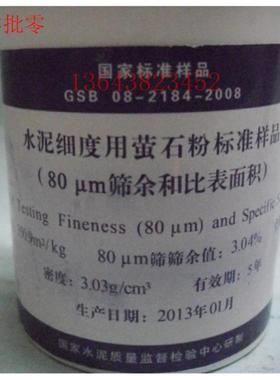 批零
国家标准样品
13643823452
GSB 08-2184-2008
水泥细度用萤石粉标准样品
(80 μm筛余和比表面积)
Testing Fineness (80 μm) and Specific
m²/kg 80 μm筛余值: 3.04%
密度: 3.03g/cm³ 有效期: 5年
生产日期: 2013年01月
国家水泥质量监督检验中心研制